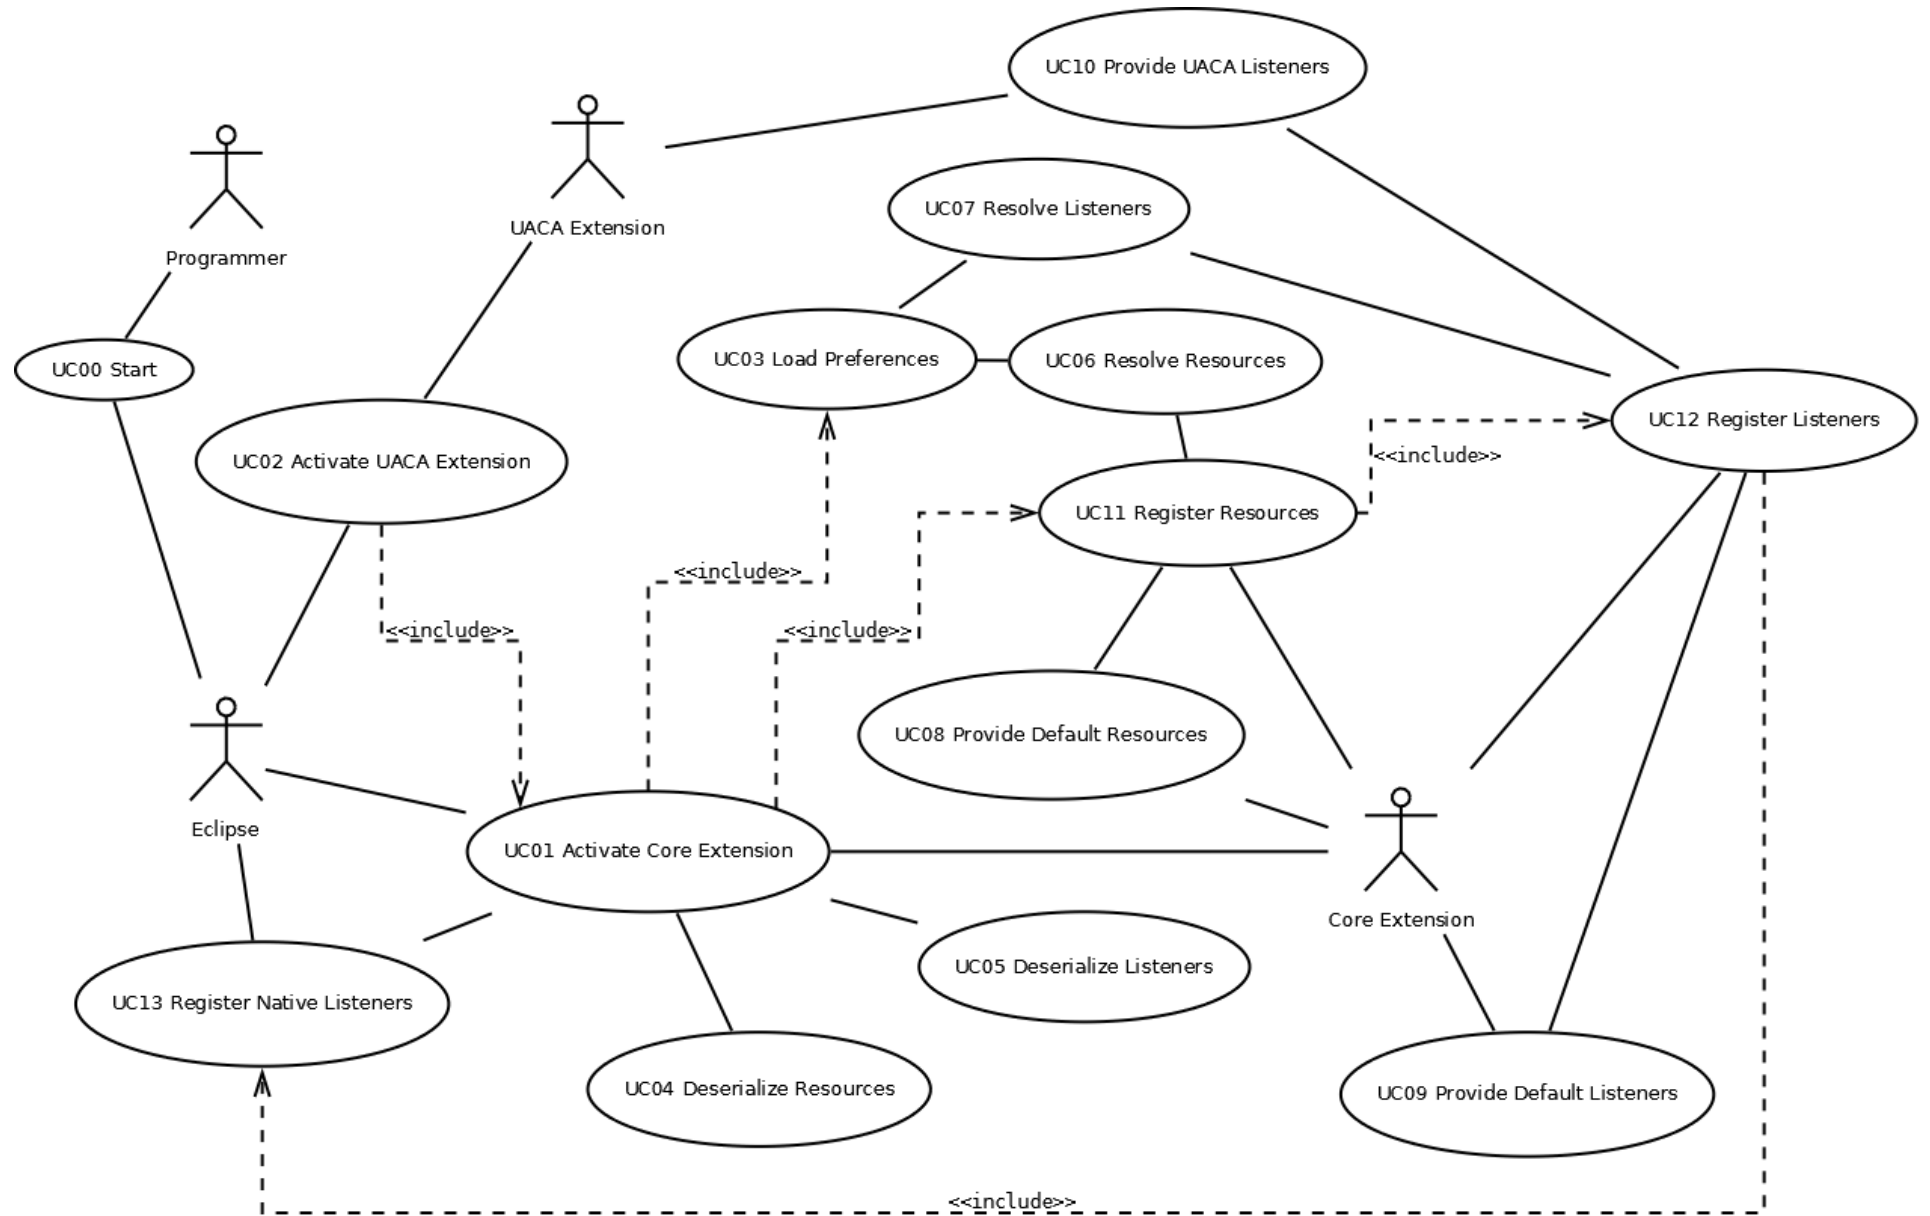 UC10 Provide UACA Listeners
UC07 Resolve Listeners
UACA Extension
Programmer
UC03 Load Preferences
UC06 Resolve Resources
UC00 Start
UC12 Register Listeners
<<include>>
UC02 Activate UACA Extension
UC11 Register Resources
<<include>>
<<include>>
<<include>>
UC08 Provide Default Resources
Eclipse
UC01 Activate Core Extension
Core Extension
UC05 Deserialize Listeners
UC13 Register Native Listeners
UC04 Deserialize Resources
UC09 Provide Default Listeners
<<include>>